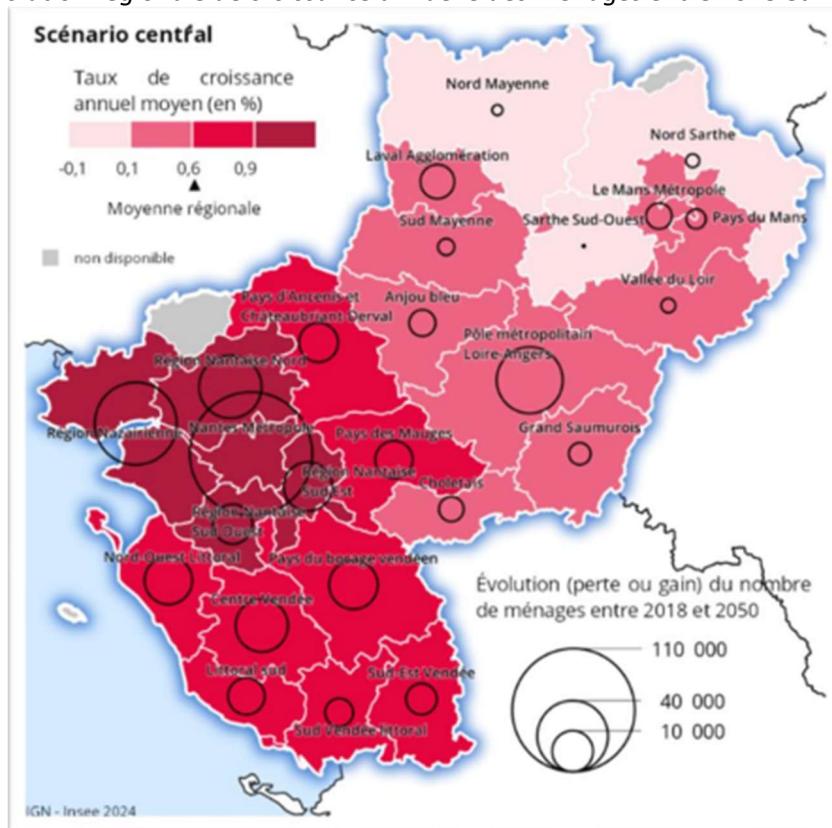 Scénario central
Taux de croissance
annuel moyen (en %)
-0,1 0,1 0,6 0,9
Moyenne régionale
non disponible
Nord Mayenne
Nord Sarthe
Laval Agglomération
Le Mans Métropole
Sud Mayenne
Sarthe Sud-Ouest
Pays du Mans
Vallée du Loir
Pays d'Ancenis et
Châteaubriant-Derval
Anjou bleu
Pôle métropolitain
Loire-Angers
Région Nantaise Nord
Région Nazairienne
Nantes Métropole
Pays des Mauges
Grand Saumurois
Région Nantaise
Sud-Est
Choletais
Région Nantaise
Sud Ouest
Nord-Ouest Littoral
Pays du bocage vendéen
Centre Vendée
Littoral sud
Sud-Est Vendée
Sud Vendée littoral
Évolution (perte ou gain) du nombre
de ménages entre 2018 et 2050
110 000
40 000
10 000
IGN - Insee 2024